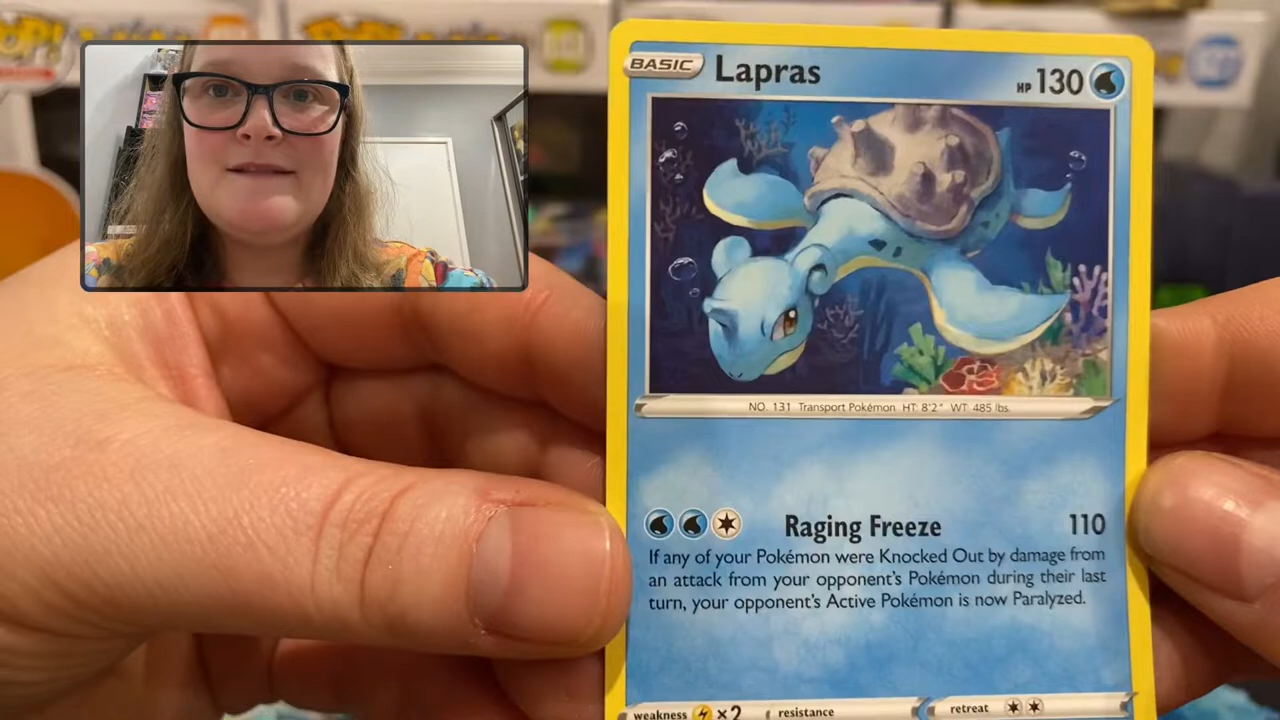 BASIC
Lapras
HP 130
NO. 131 Transport Pokémon HT: 8'2" WT: 485 lbs.
Raging Freeze 110
If any of your Pokémon were Knocked Out by damage from
an attack from your opponent's Pokémon during their last
turn, your opponent's Active Pokémon is now Paralyzed.
weakness ×2 resistance retreat